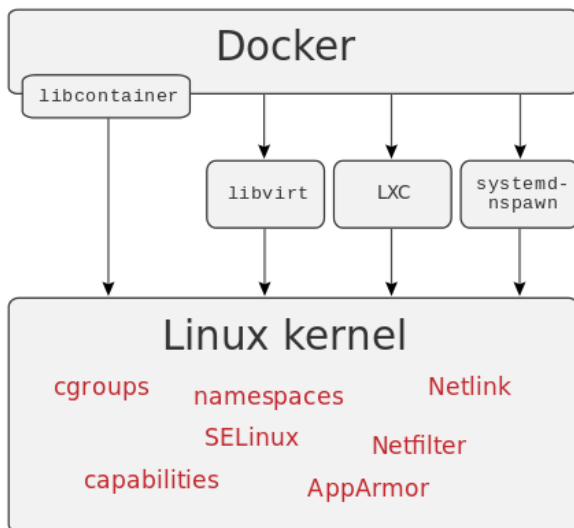 Docker
libcontainer
libvirt
LXC
systemd-
nspawn
Linux kernel
cgroups
namespaces
Netlink
SELinux
Netfilter
capabilities
AppArmor